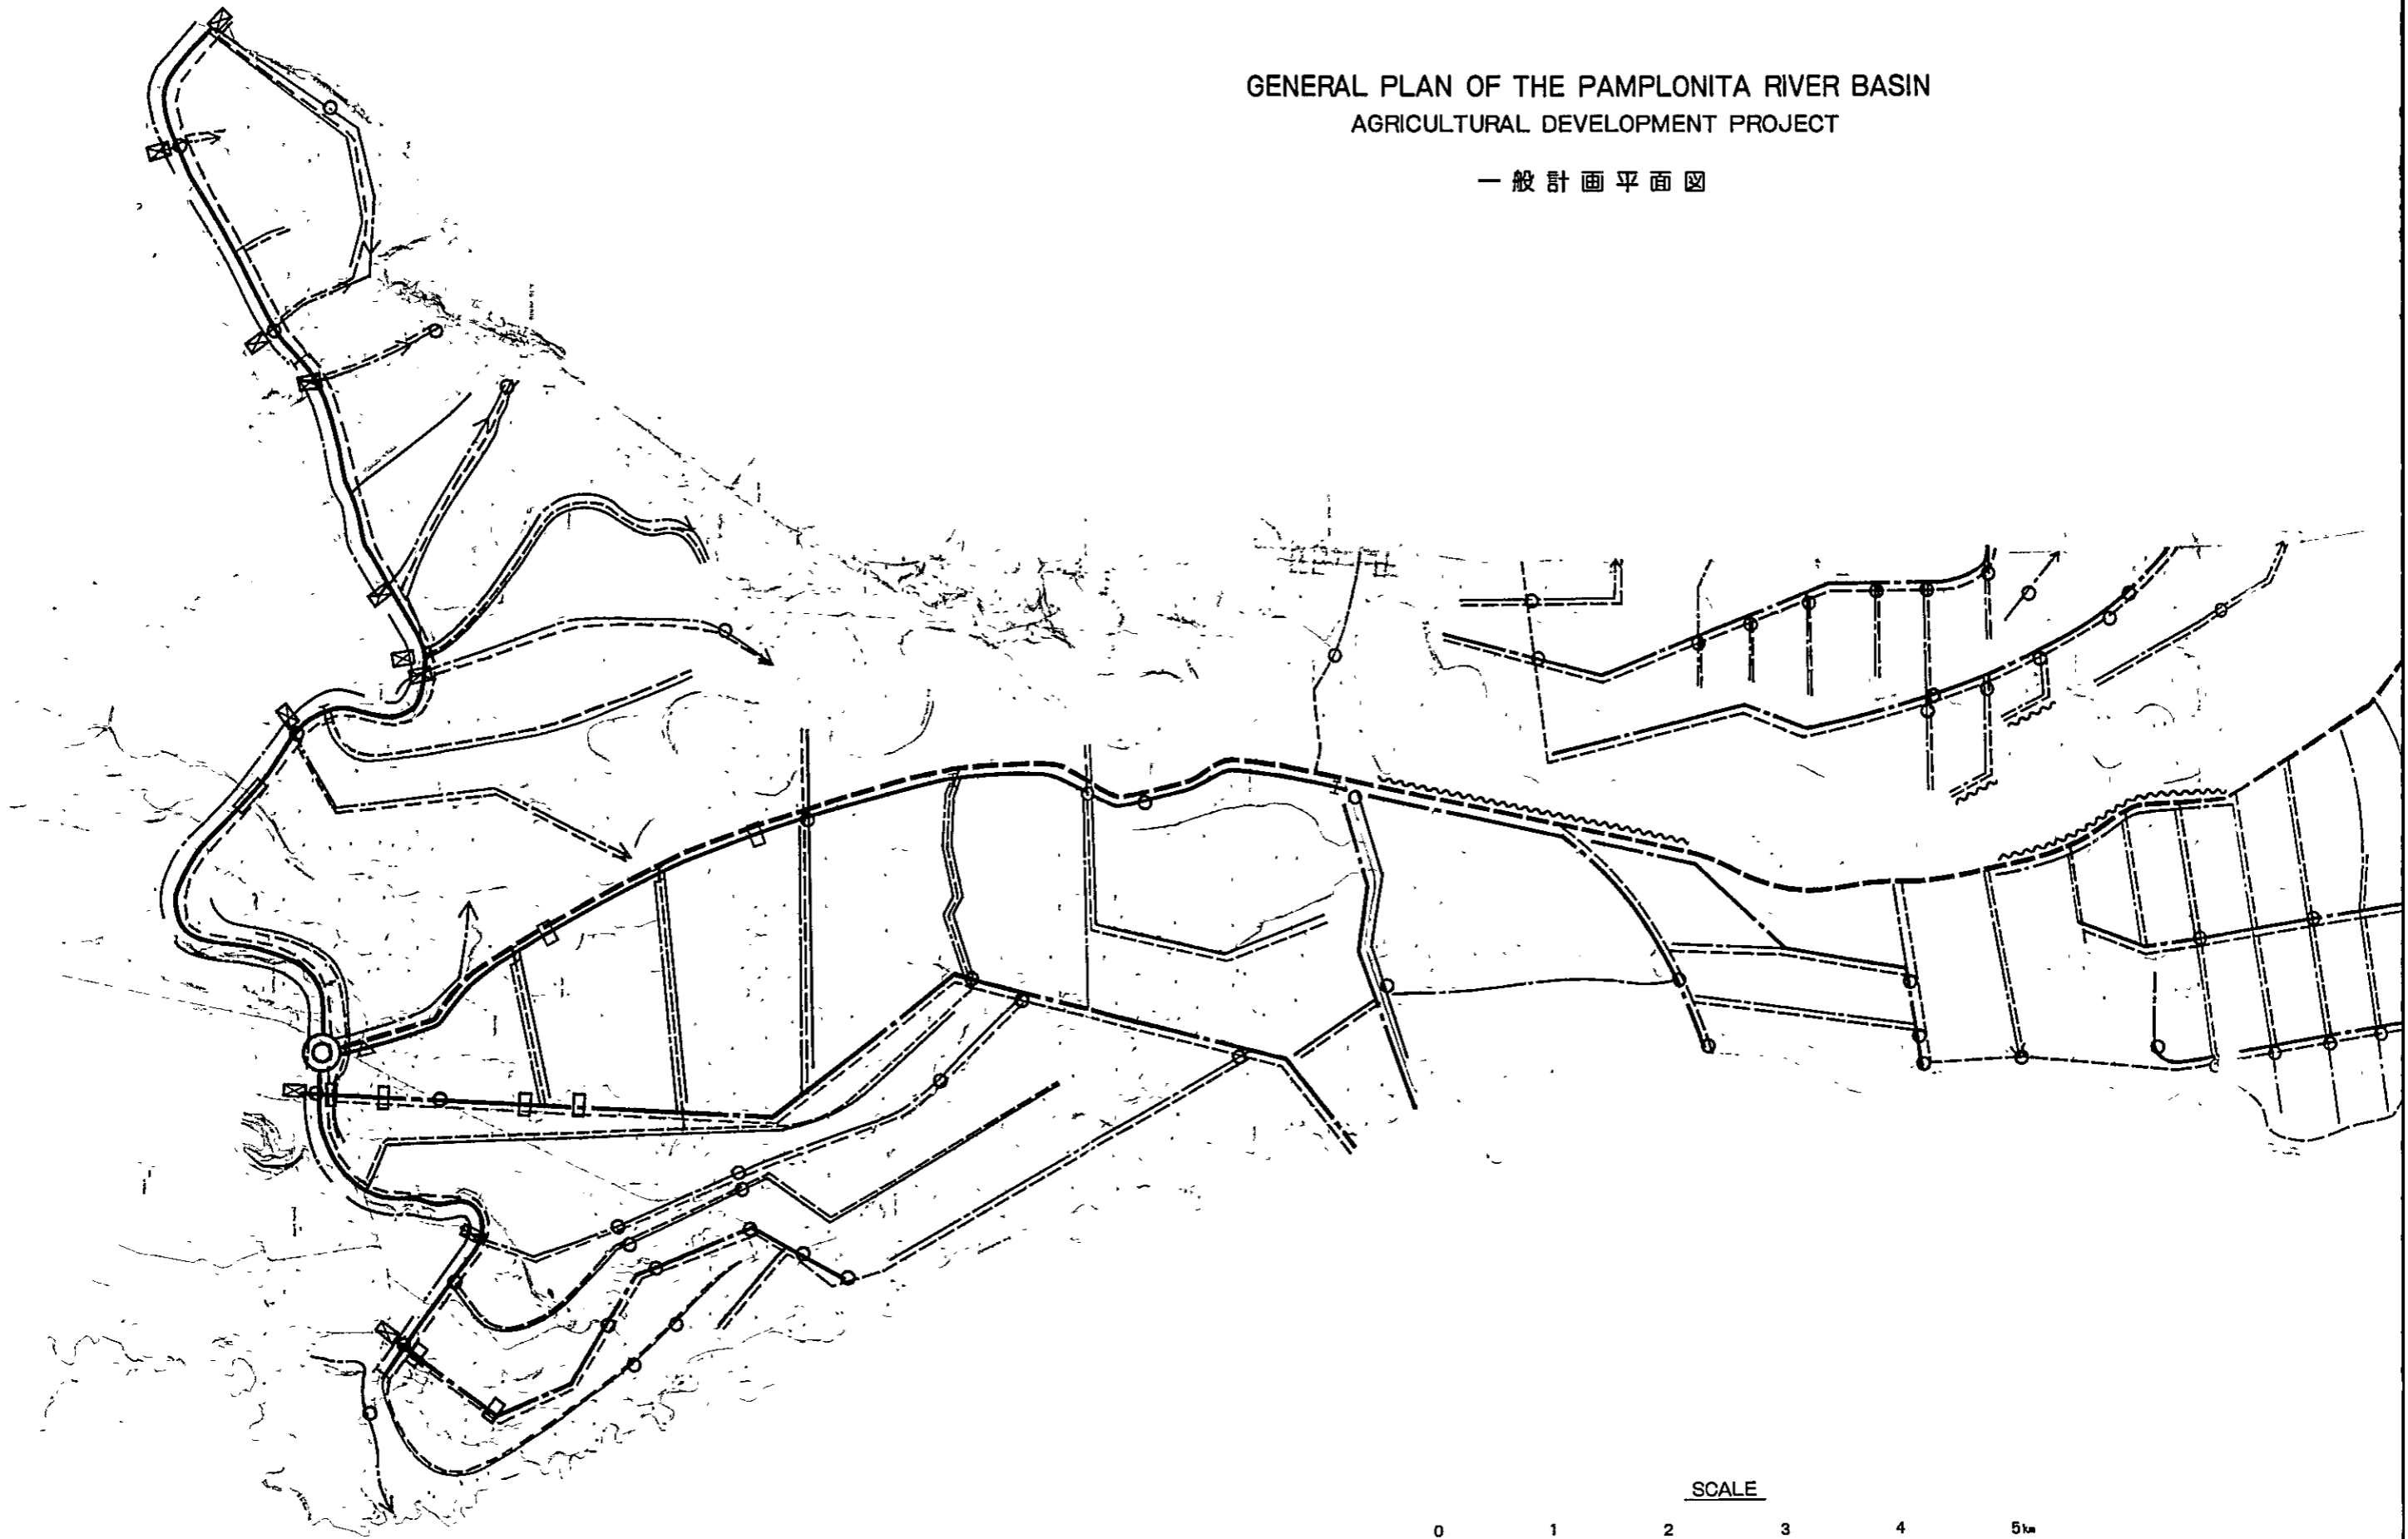 GENERAL PLAN OF THE PAMPLONITA RIVER BASIN
AGRICULTURAL DEVELOPMENT PROJECT
一般計画平面図
SCALE
0 1 2 3 4 5km